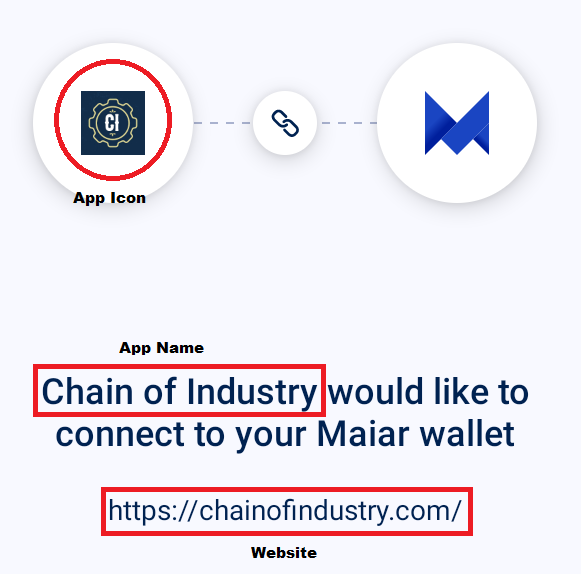 CI
App Icon
App Name
Chain of Industry would like to
connect to your Maiar wallet
https://chainofindustry.com/
Website